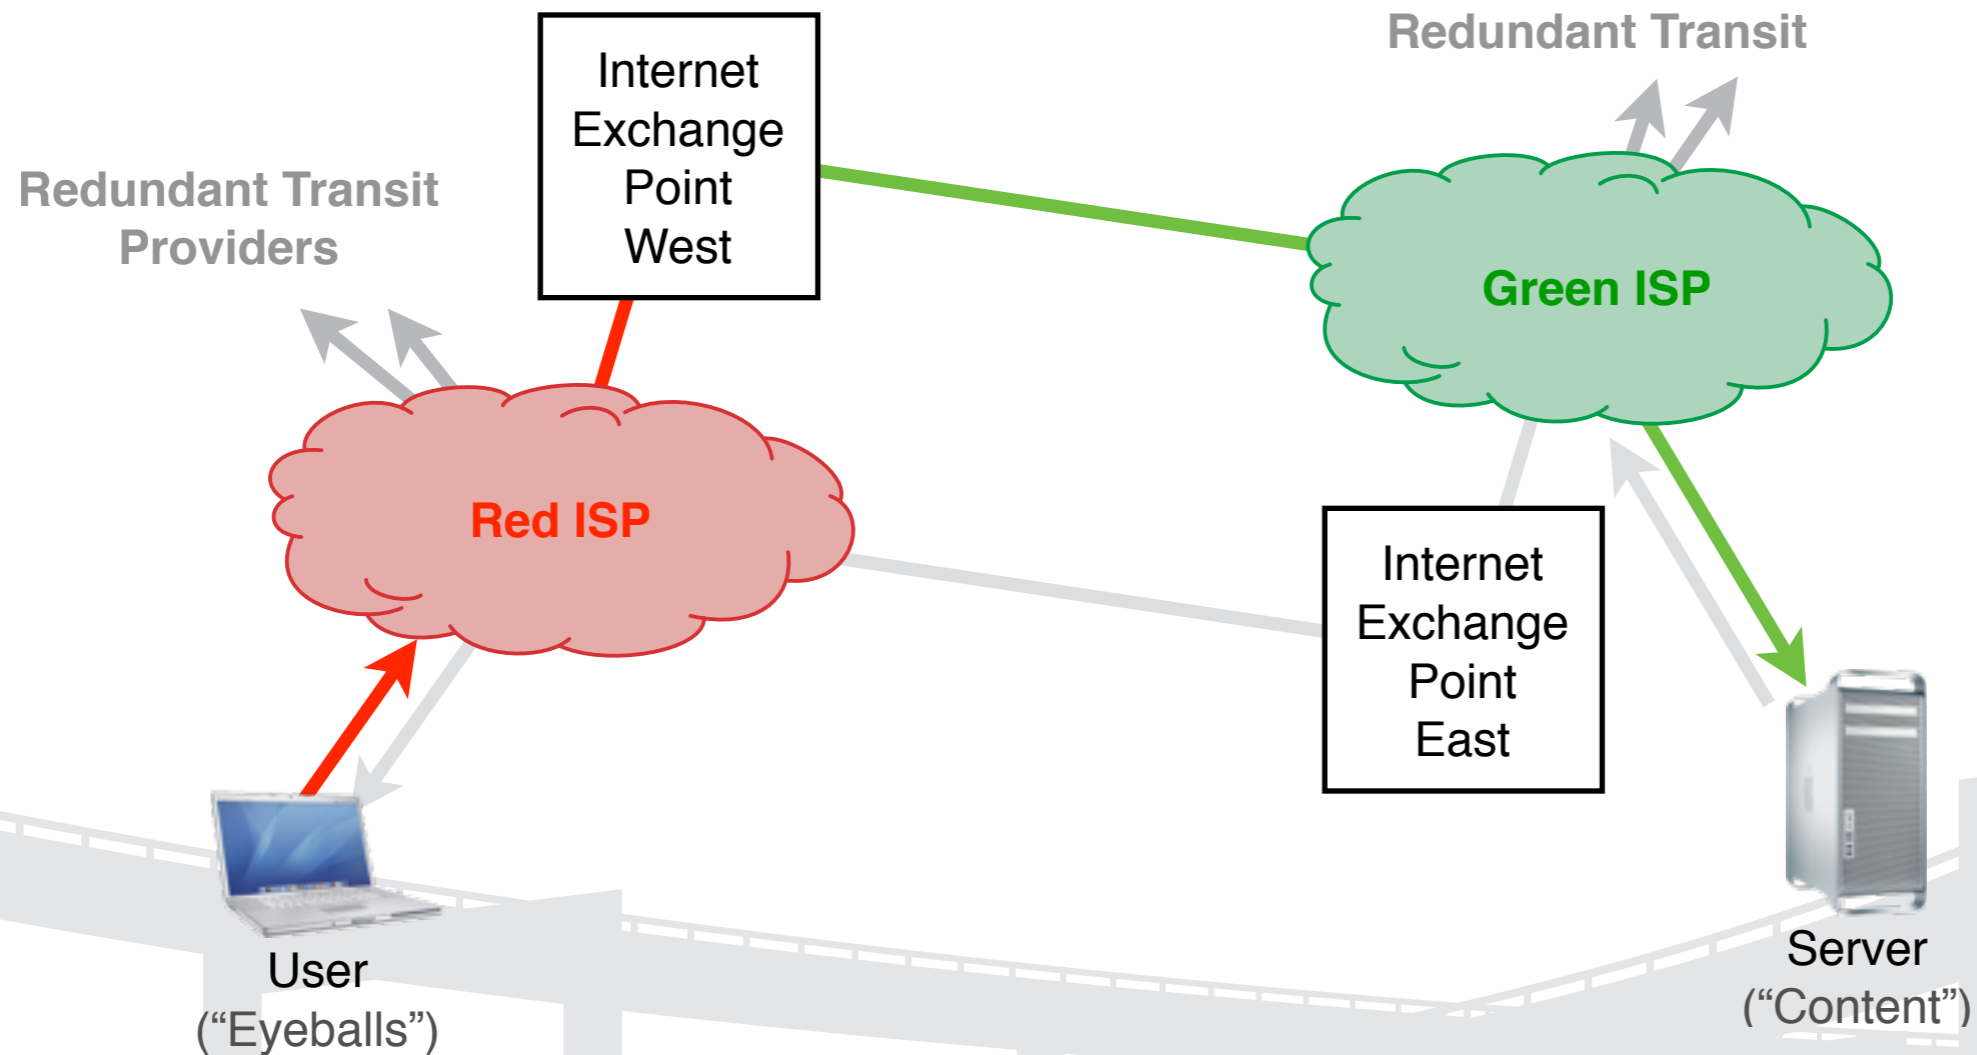 Redundant Transit
Internet
Exchange
Point
West
Redundant Transit
Providers
Green ISP
Red ISP
Internet
Exchange
Point
East
User
(“Eyeballs”)
Server
(“Content”)